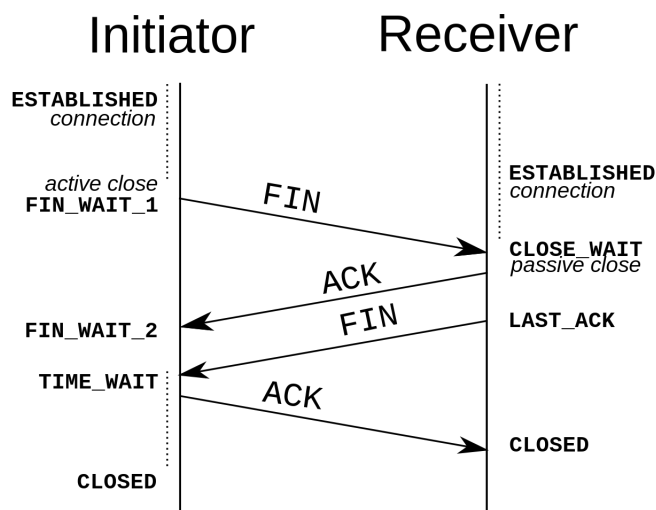 Initiator
Receiver
ESTABLISHED
connection
ESTABLISHED
connection
active close
FIN_WAIT_1
FIN
CLOSE_WAIT
passive close
ACK
FIN
FIN_WAIT_2
LAST_ACK
TIME_WAIT
ACK
CLOSED
CLOSED